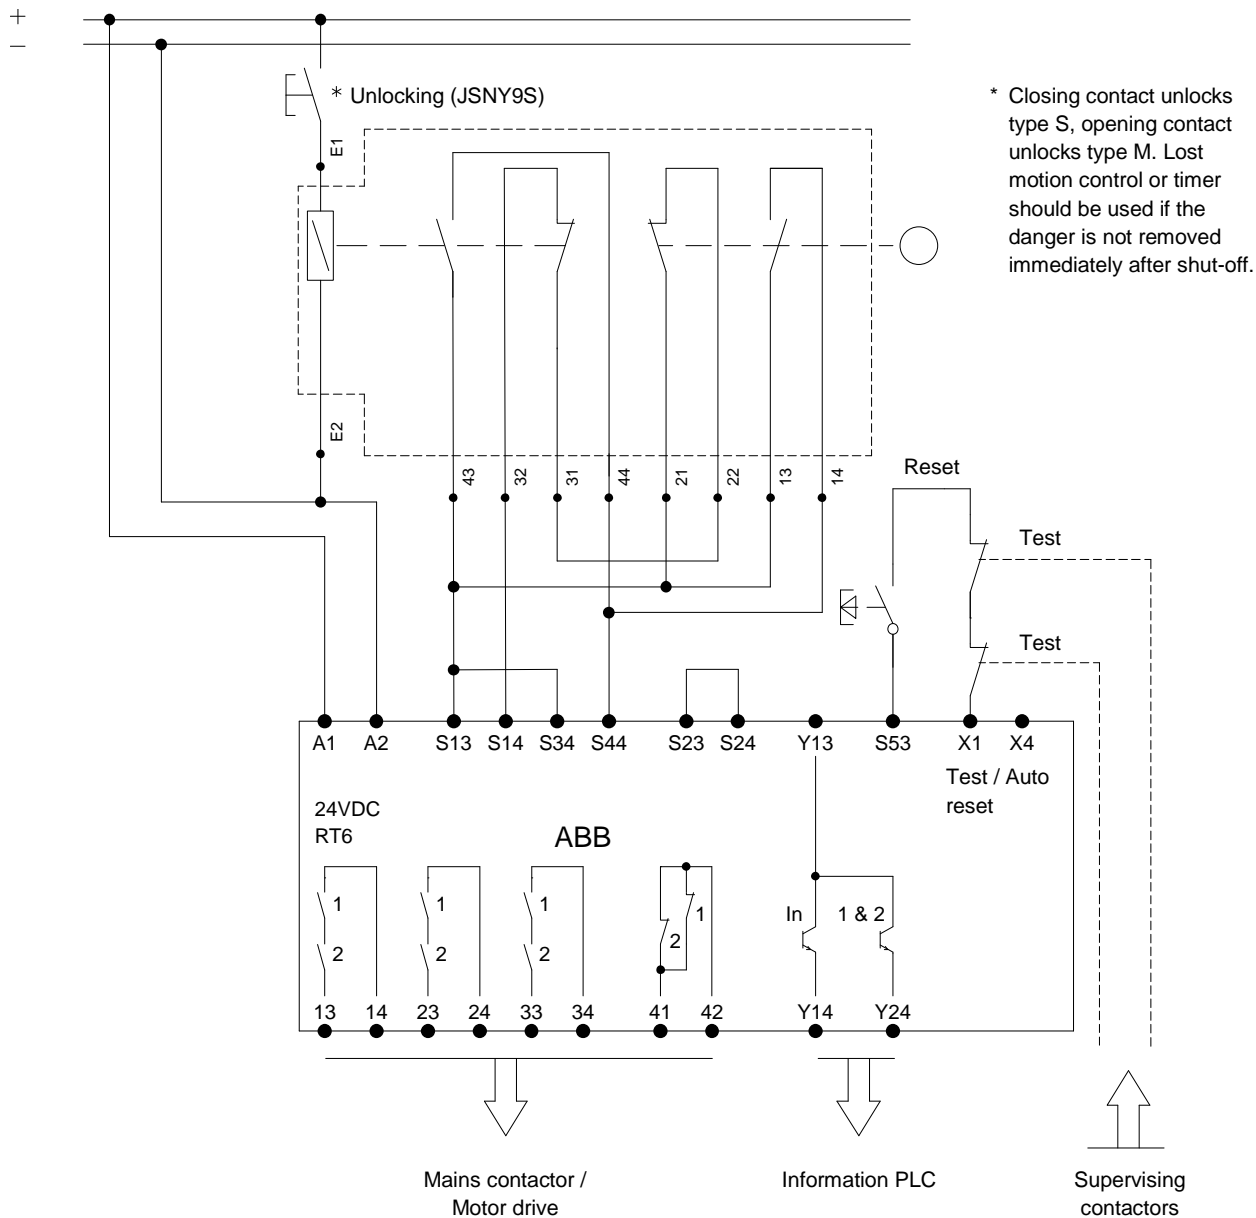 +
–
* Unlocking (JSNY9S)
* Closing contact unlocks
type S, opening contact
unlocks type M. Lost
motion control or timer
should be used if the
danger is not removed
immediately after shut-off.
E1
E2
43
32
31
44
21
22
13
14
Reset
Test
Test
A1
A2
S13
S14
S34
S44
S23
S24
Y13
S53
X1
X4
Test / Auto
reset
24VDC
RT6
ABB
1
1
1
1
In
1 & 2
2
2
2
2
13
14
23
24
33
34
41
42
Y14
Y24
Mains contactor /
Motor drive
Information PLC
Supervising
contactors